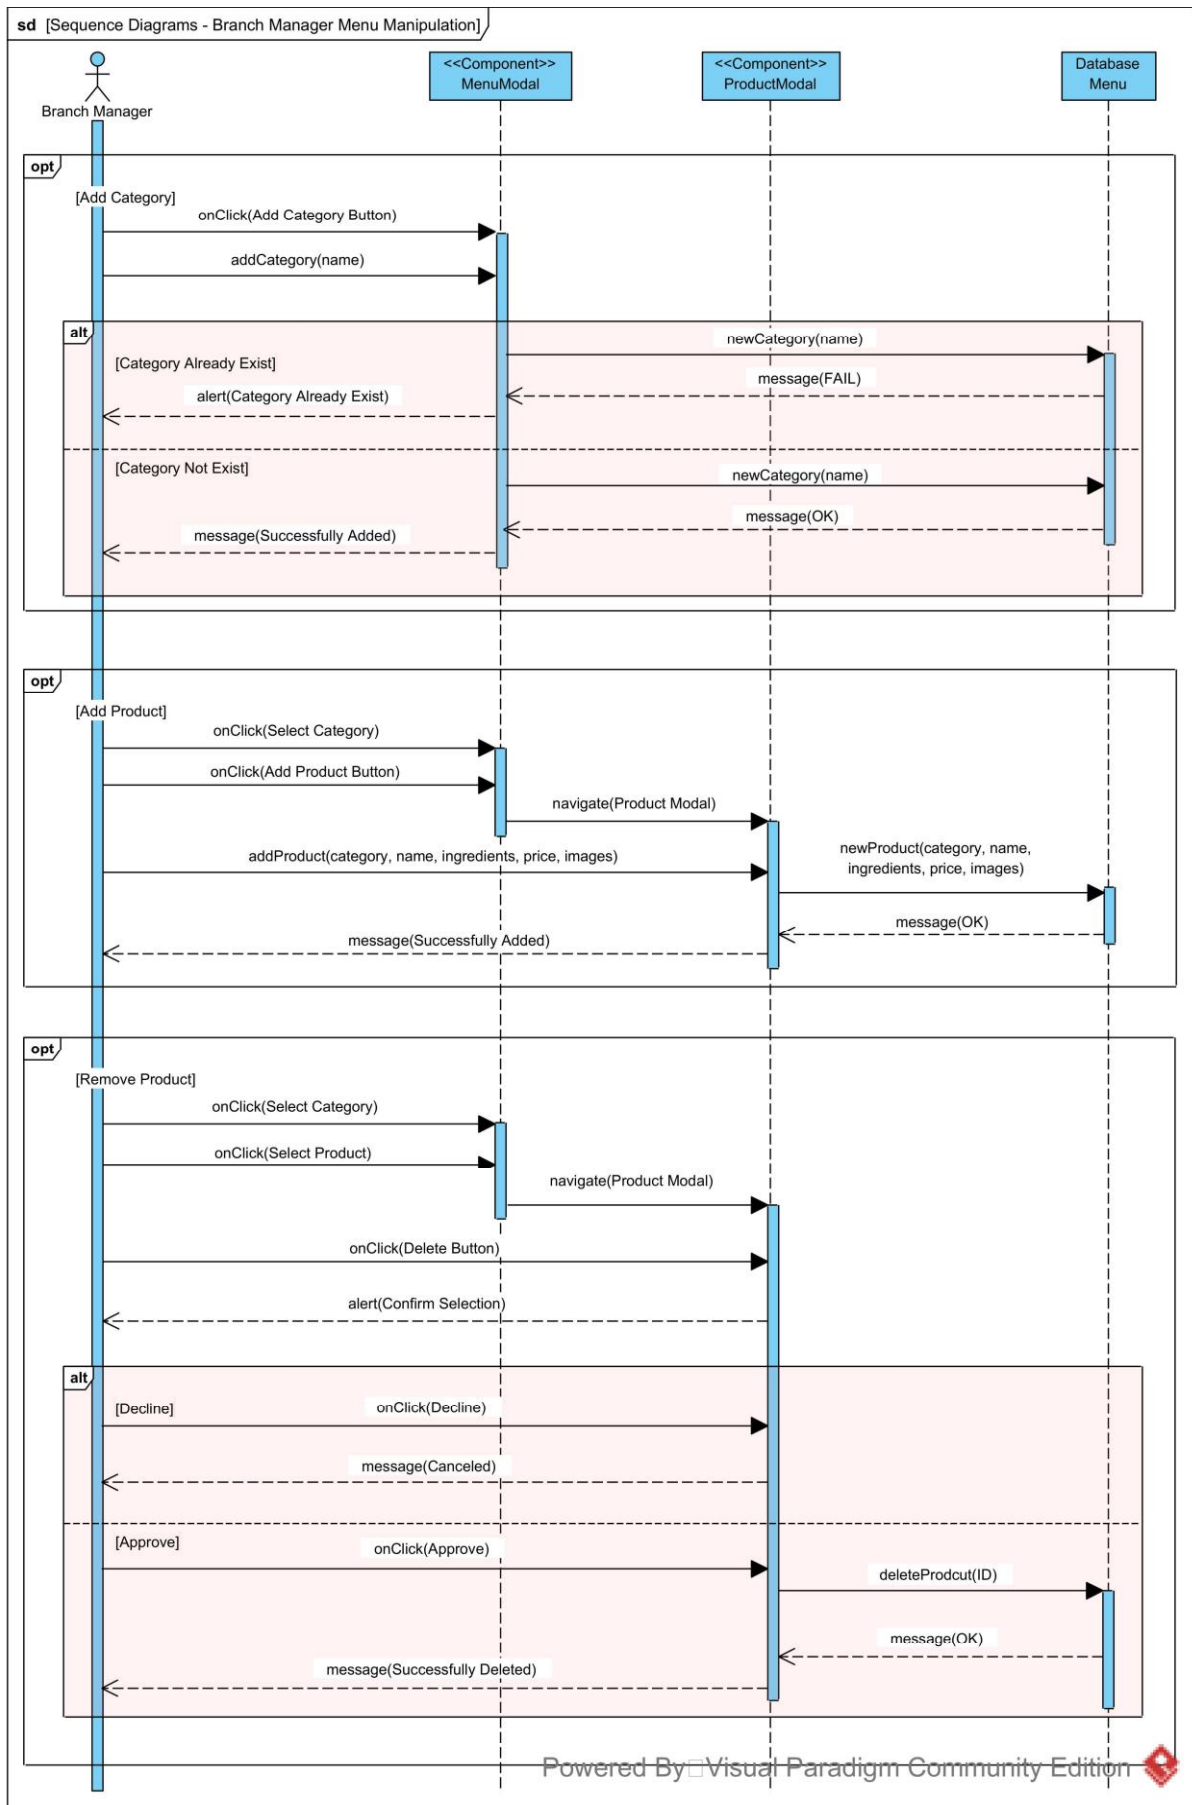 sd [Sequence Diagrams - Branch Manager Menu Manipulation]
<<Component>>
MenuModal
<<Component>>
ProductModal
Database
Menu
Branch Manager
opt
[Add Category]
onClick(Add Category Button)
addCategory(name)
alt
newCategory(name)
[Category Already Exist]
message(FAIL)
alert(Category Already Exist)
[Category Not Exist]
newCategory(name)
message(OK)
message(Successfully Added)
opt
[Add Product]
onClick(Select Category)
onClick(Add Product Button)
navigate(Product Modal)
addProduct(category, name, ingredients, price, images)
newProduct(category, name,
ingredients, price, images)
message(OK)
message(Successfully Added)
opt
[Remove Product]
onClick(Select Category)
onClick(Select Product)
navigate(Product Modal)
onClick(Delete Button)
alert(Confirm Selection)
alt
[Decline]
onClick(Decline)
message(Canceled)
[Approve]
onClick(Approve)
deleteProdcut(ID)
message(OK)
message(Successfully Deleted)
Powered By Visual Paradigm Community Edition